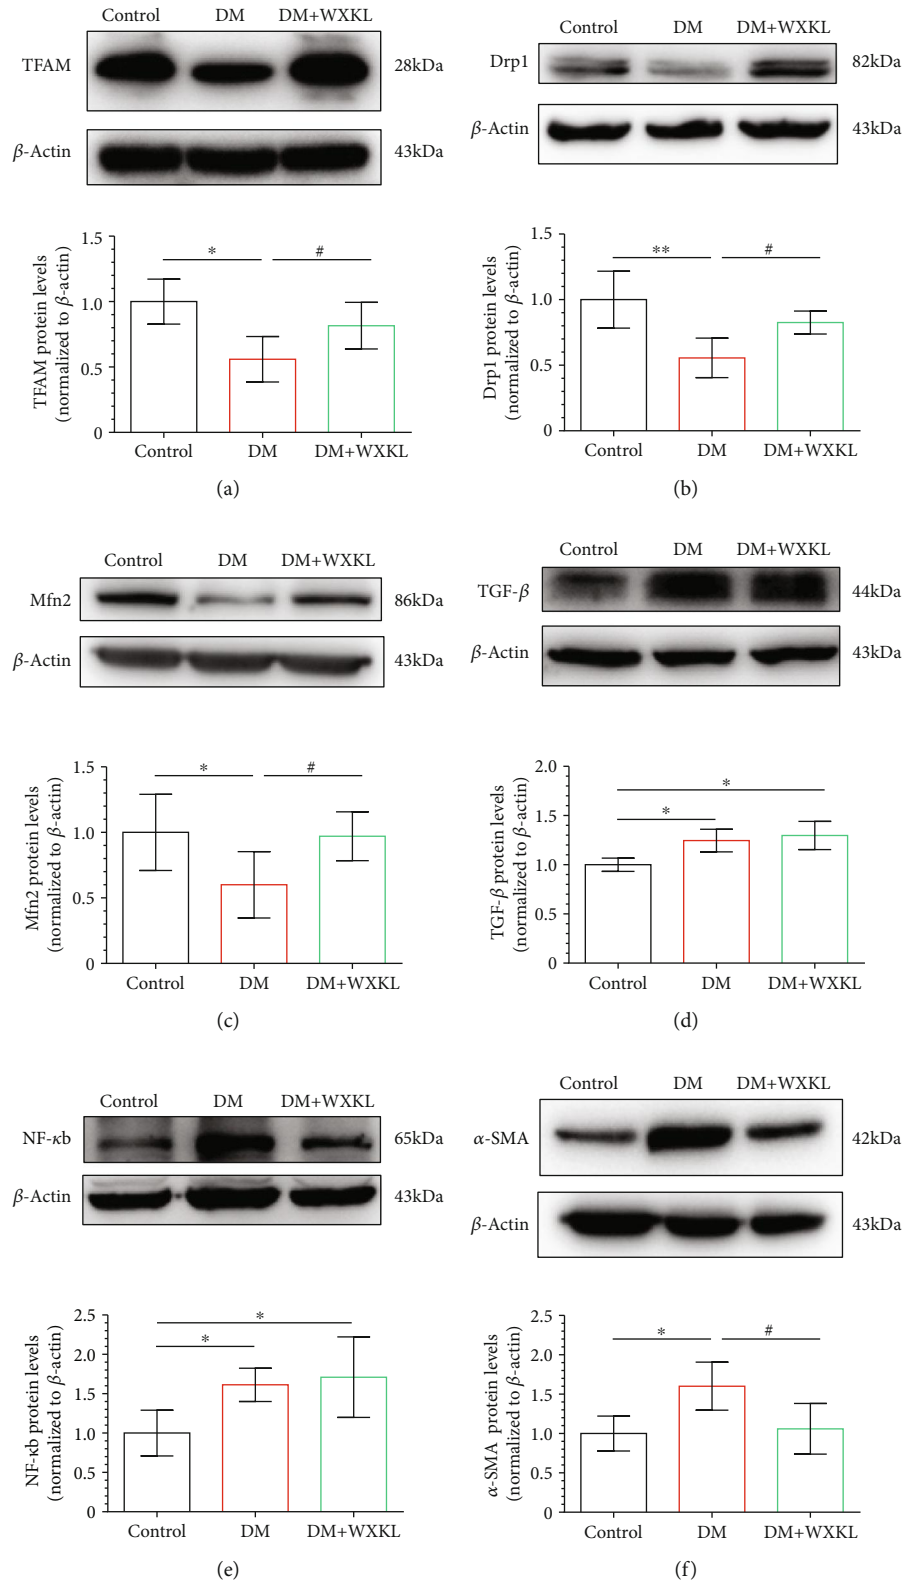 Control DM DM+WXKL
TFAM 28kDa
β-Actin 43kDa
TFAM protein levels
(normalized to β-actin)
1.5
1.0
0.5
0
* #
Control DM DM+WXKL
(a)
Control DM DM+WXKL
Drp1 82kDa
β-Actin 43kDa
Drp1 protein levels
(normalized to β-actin)
1.5
1.0
0.5
0
** #
Control DM DM+WXKL
(b)
Control DM DM+WXKL
Mfn2 86kDa
β-Actin 43kDa
Mfn2 protein levels
(normalized to β-actin)
1.5
1.0
0.5
0
* #
Control DM DM+WXKL
(c)
Control DM DM+WXKL
TGF-β 44kDa
β-Actin 43kDa
TGF-β protein levels
(normalized to β-actin)
2.0
1.5
1.0
0.5
0
*
*
Control DM DM+WXKL
(d)
Control DM DM+WXKL
NF-κb 65kDa
β-Actin 43kDa
NF-κb protein levels
(normalized to β-actin)
2.5
2.0
1.5
1.0
0.5
0
*
*
Control DM DM+WXKL
(e)
Control DM DM+WXKL
α-SMA 42kDa
β-Actin 43kDa
α-SMA protein levels
(normalized to β-actin)
2.5
2.0
1.5
1.0
0.5
0
* #
Control DM DM+WXKL
(f)